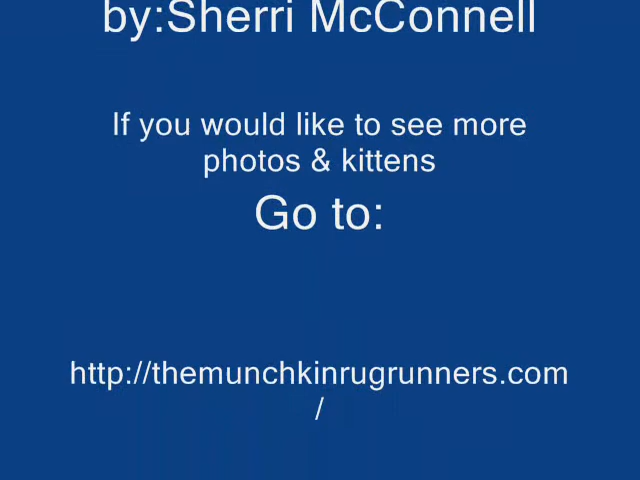 by:Sherri McConnell
If you would like to see more
photos & kittens
Go to:
http://themunchkinrugrunners.com
/